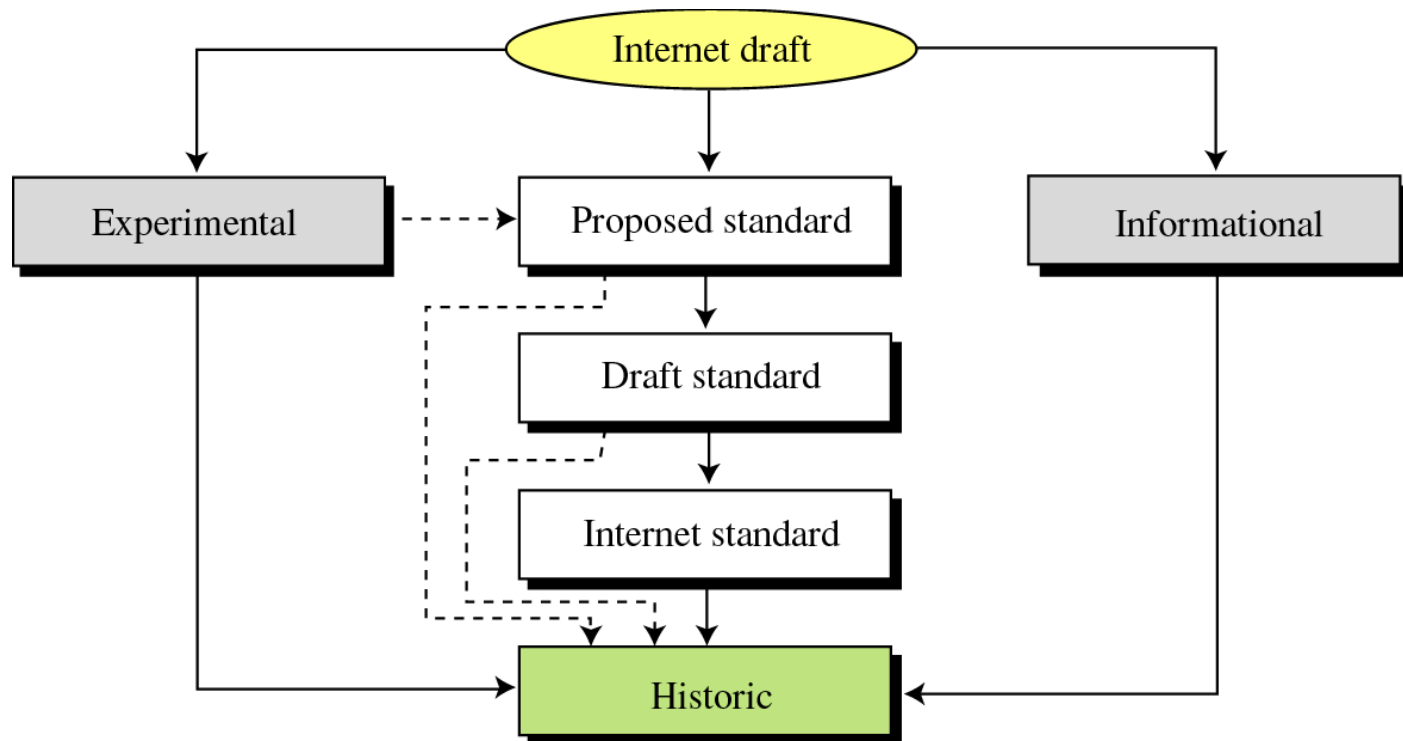 Internet draft
Experimental
Proposed standard
Informational
Draft standard
Internet standard
Historic